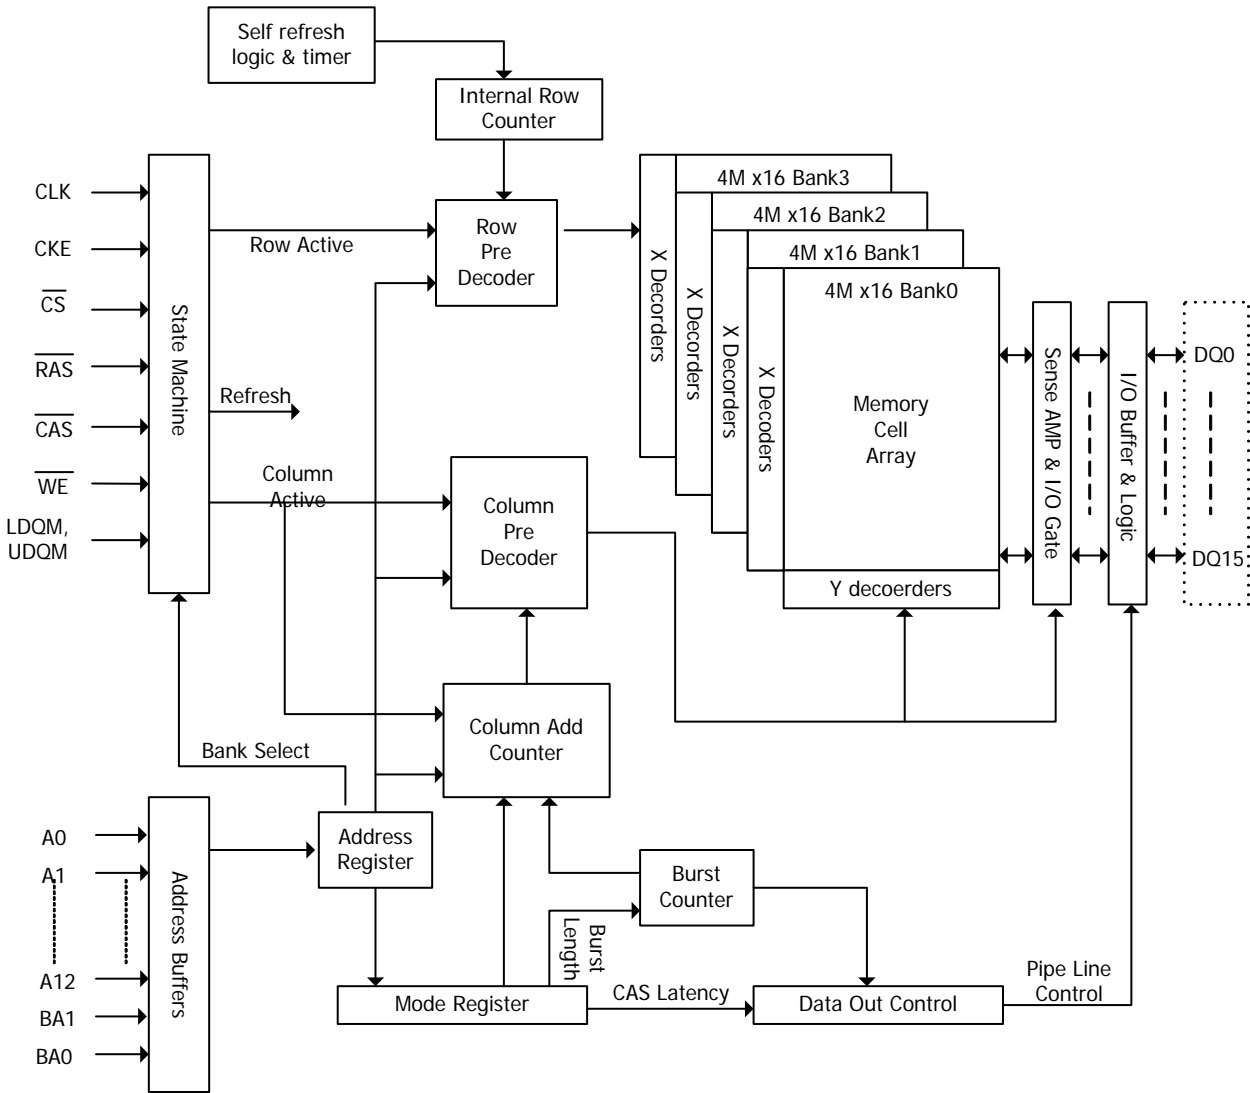 Self refresh
logic & timer
Internal Row
Counter
CLK
CKE
CS
RAS
CAS
WE
LDQM,
UDQM
State Machine
Row Active
Refresh
Column
Active
Row
Pre
Decoder
Column
Pre
Decoder
Column Add
Counter
4M x16 Bank3
4M x16 Bank2
4M x16 Bank1
4M x16 Bank0
X Decorders
X Decorders
X Decorders
X Decoders
Memory
Cell
Array
Y decoerders
Sense AMP & I/O Gate
I/O Buffer & Logic
DQ0
DQ15
Bank Select
A0
A1
A12
BA1
BA0
Address Buffers
Address
Register
Burst
Counter
Burst
Length
Mode Register
CAS Latency
Data Out Control
Pipe Line
Control